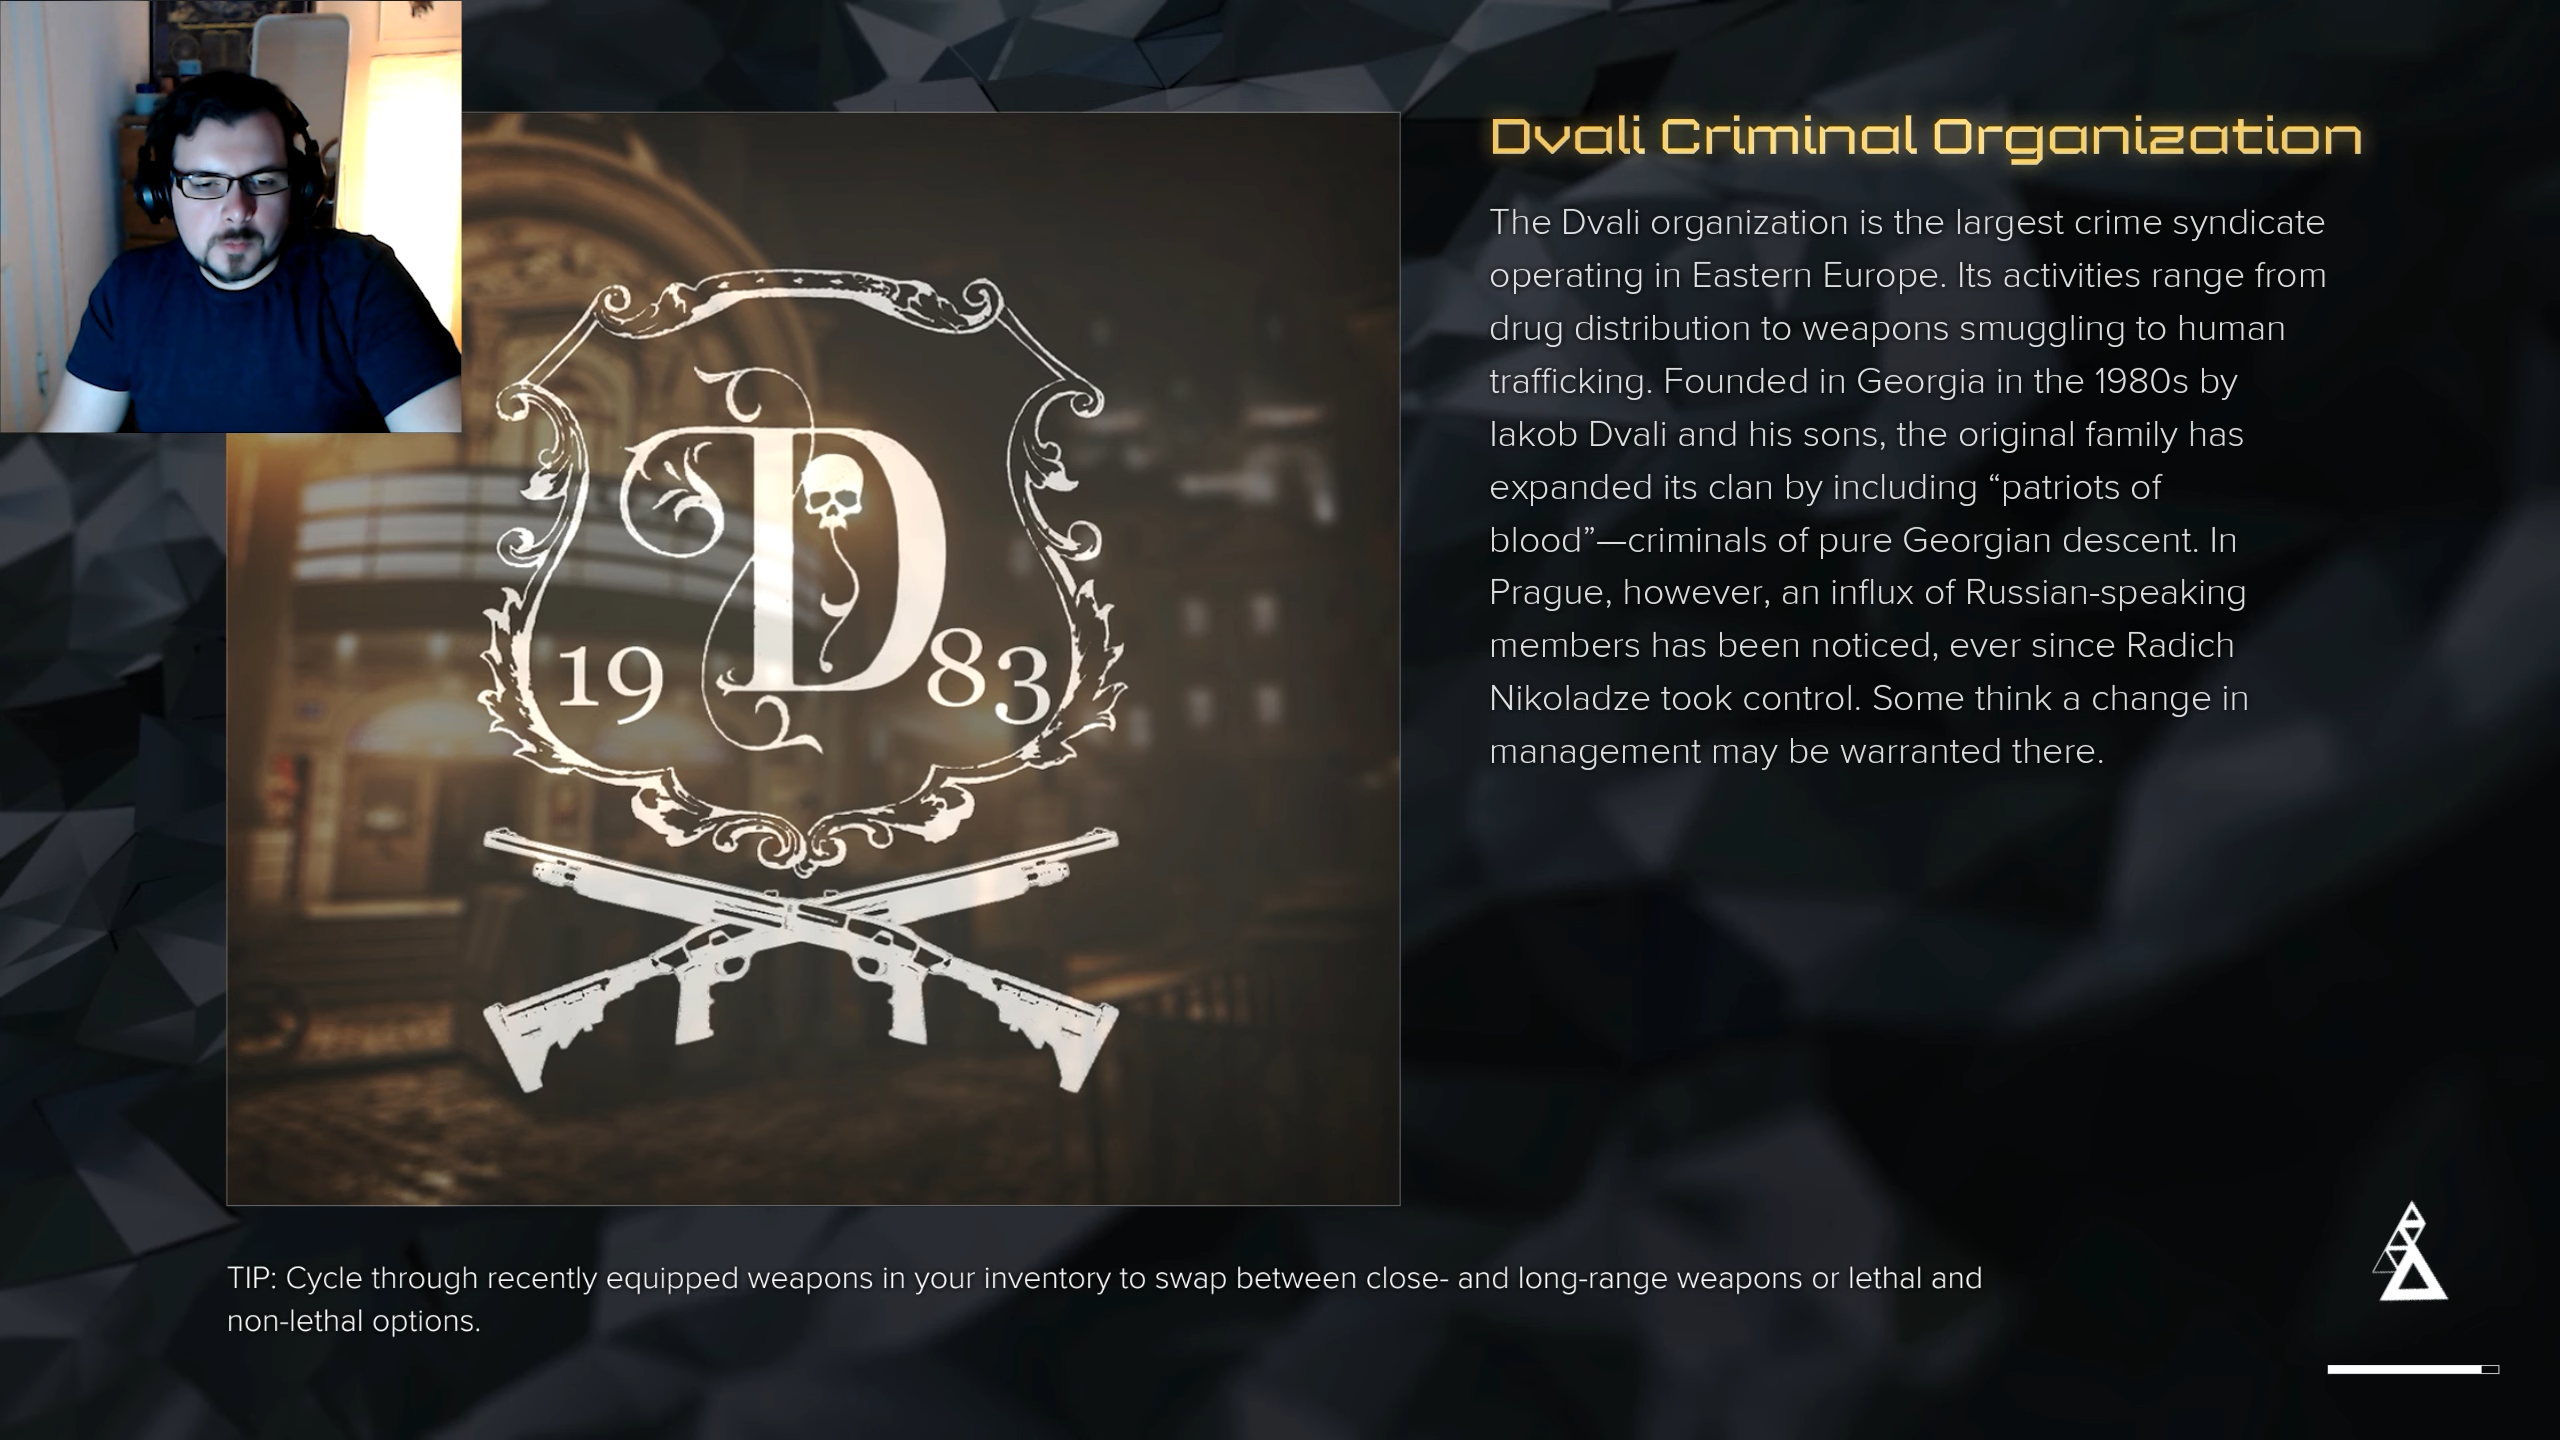 Dvali Criminal Organization
The Dvali organization is the largest crime syndicate
operating in Eastern Europe. Its activities range from
drug distribution to weapons smuggling to human
trafficking. Founded in Georgia in the 1980s by
Iakob Dvali and his sons, the original family has
expanded its clan by including “patriots of
blood”—criminals of pure Georgian descent. In
Prague, however, an influx of Russian-speaking
members has been noticed, ever since Radich
Nikoladze took control. Some think a change in
management may be warranted there.
D
19 83
TIP: Cycle through recently equipped weapons in your inventory to swap between close- and long-range weapons or lethal and
non-lethal options.